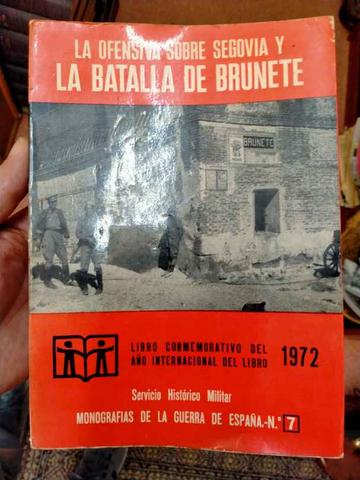 LA OFENSIVA SOBRE SEGOVIA Y
LA BATALLA DE BRUNETE
BRUNETE
LIBRO CONMEMORATIVO DEL
AÑO INTERNACIONAL DEL LIBRO 1972
Servicio Histórico Militar
MONOGRAFIAS DE LA GUERRA DE ESPAÑA.-N.º 7